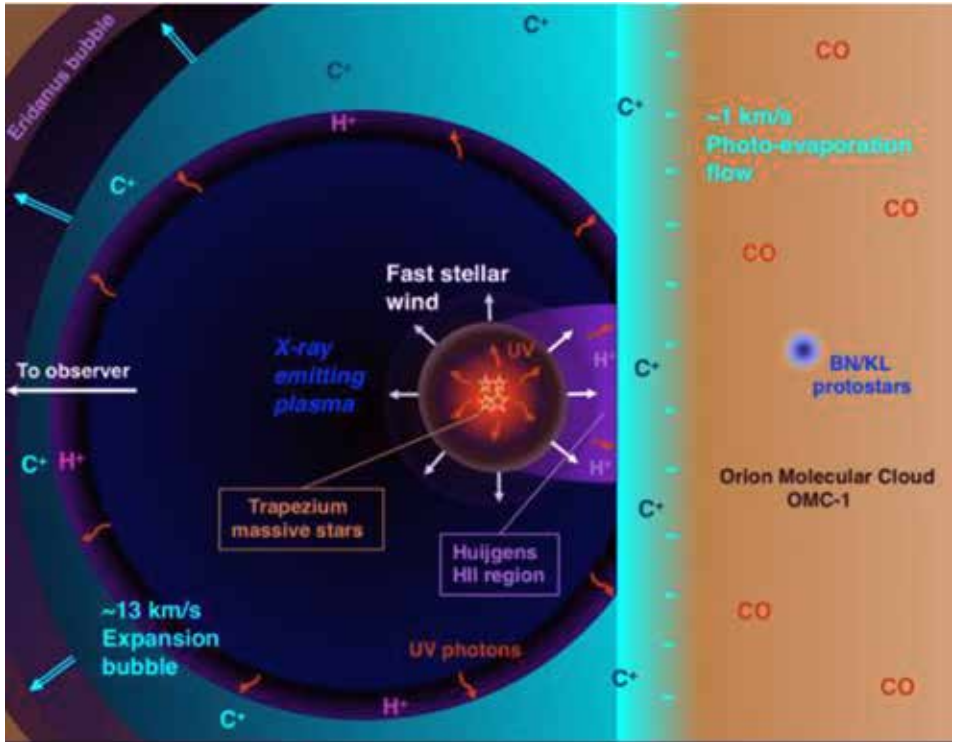 Eridanus bubble
C⁺
C⁺
C⁺
H⁺
C⁺
CO
~1 km/s
Photo-evaporation
flow
CO
CO
Fast stellar
wind
X-ray
emitting
plasma
UV
H⁺
C⁺
To observer
BN/KL
protostars
C⁺
H⁺
H⁺
Orion Molecular Cloud
OMC-1
Trapezium
massive stars
C⁺
Huijgens
HII region
~13 km/s
Expansion
bubble
UV photons
CO
C⁺
H⁺
C⁺
CO